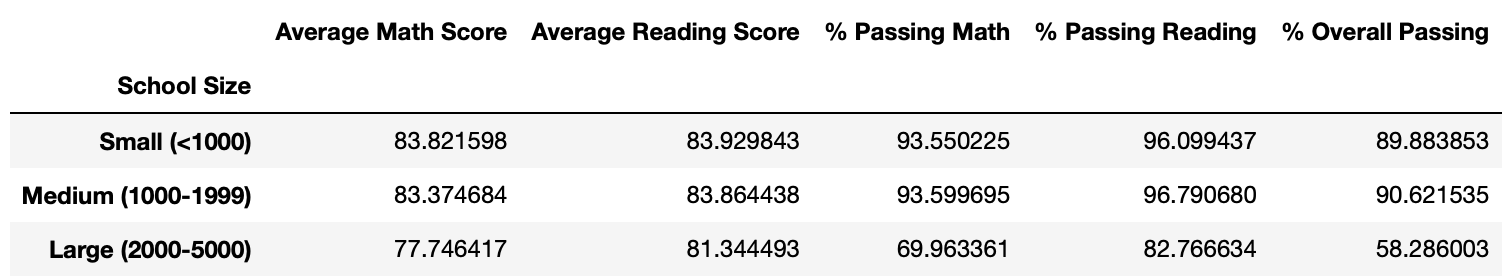 Average Math Score Average Reading Score % Passing Math % Passing Reading % Overall Passing
School Size
Small (<1000) 83.821598 83.929843 93.550225 96.099437 89.883853
Medium (1000-1999) 83.374684 83.864438 93.599695 96.790680 90.621535
Large (2000-5000) 77.746417 81.344493 69.963361 82.766634 58.286003